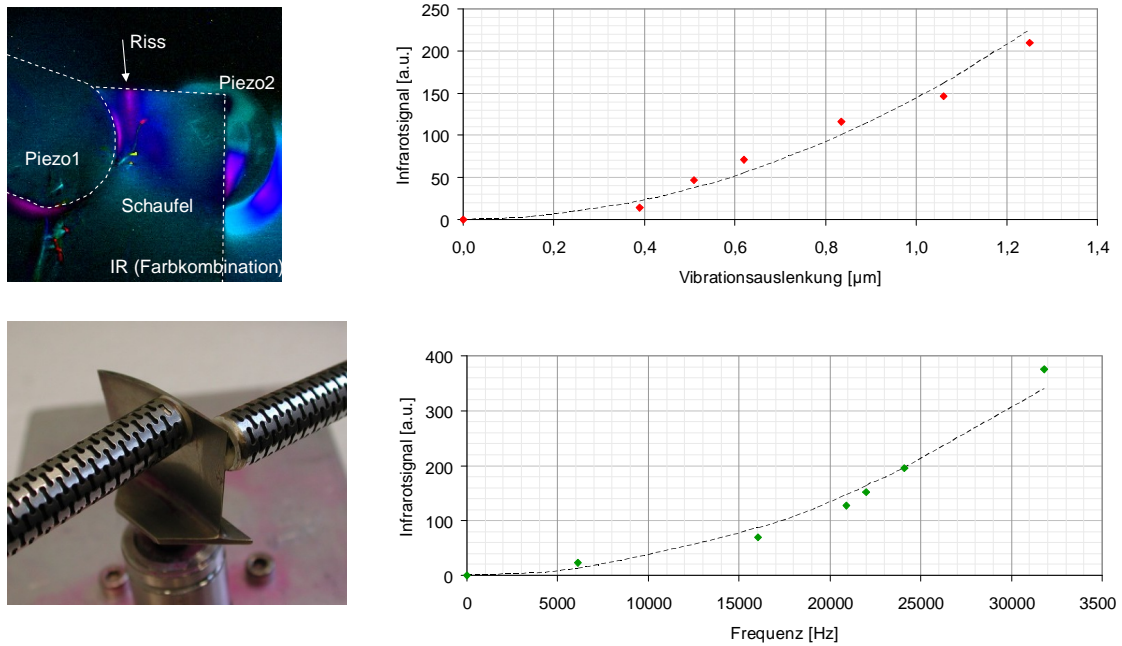 Riss
Piezo2
Piezo1
Schaufel
IR (Farbkombination)
Infrarotsignal [a.u.]
250
200
150
100
50
0
0,0 0,2 0,4 0,6 0,8 1,0 1,2 1,4
Vibrationsauslenkung [µm]
Infrarotsignal [a.u.]
400
300
200
100
0
0 5000 10000 15000 20000 25000 30000 3500
Frequenz [Hz]